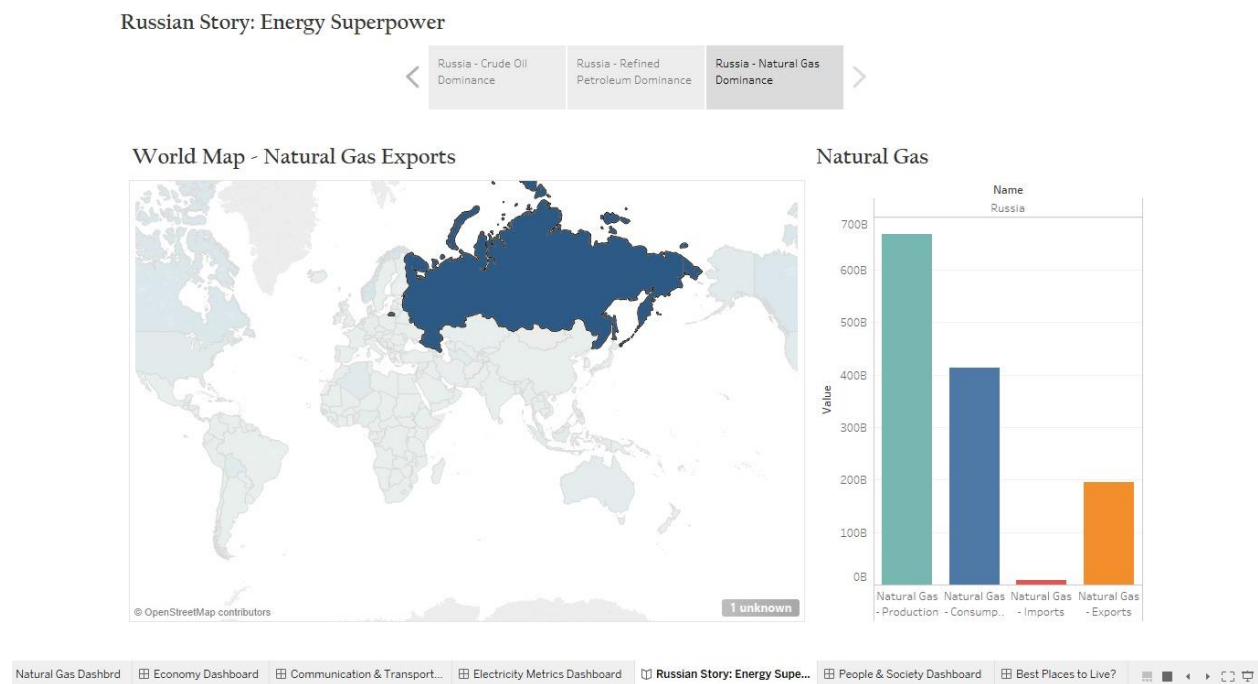 Russian Story: Energy Superpower
Russia - Crude Oil
Dominance
Russia - Refined
Petroleum Dominance
Russia - Natural Gas
Dominance
World Map - Natural Gas Exports
© OpenStreetMap contributors
1 unknown
Natural Gas
Name
Russia
Value
700B
600B
500B
400B
300B
200B
100B
0B
Natural Gas
- Production
Natural Gas
- Consump..
Natural Gas
- Imports
Natural Gas
- Exports
Natural Gas Dashbrd
Economy Dashboard
Communication & Transport...
Electricity Metrics Dashboard
Russian Story: Energy Supe...
People & Society Dashboard
Best Places to Live?